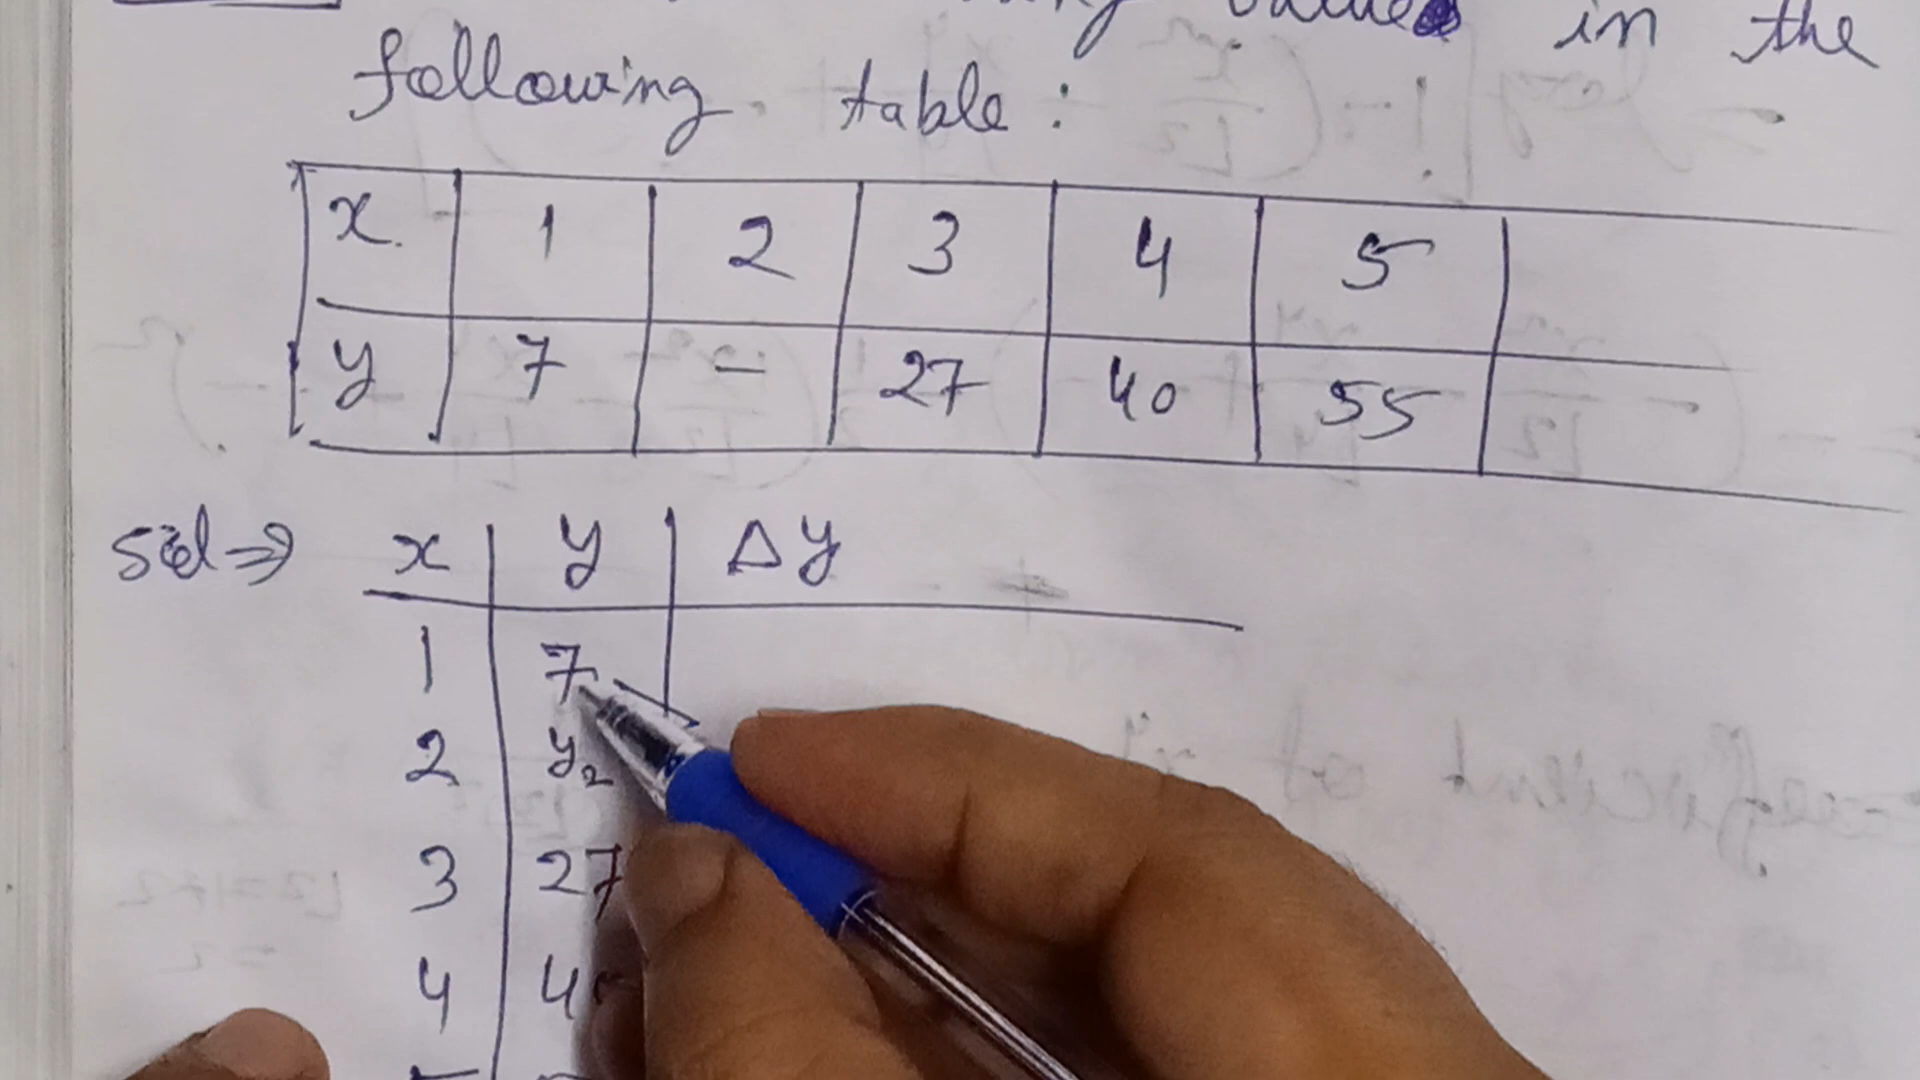 in the
following table:
x 1 2 3 4 5
y 7 - 27 40 55
Sol⇒ x y Δy
1 7
2 y₂
3 27
4